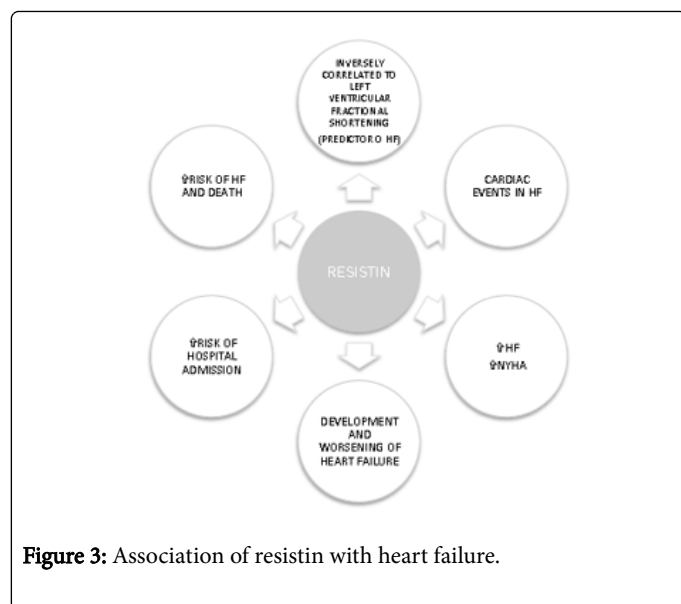 INVERSELY
CORRELATED TO
LEFT
VENTRICULAR
FRACTIONAL
SHORTENING
(PREDICTOR O HF)
⇧RISK OF HF
AND DEATH
CARDIAC
EVENTS IN HF
RESISTIN
⇧RISK OF
HOSPITAL
ADMISSION
⇧HF
⇧NYHA
DEVELOPMENT
AND
WORSENING OF
HEART FAILURE
Figure 3: Association of resistin with heart failure.